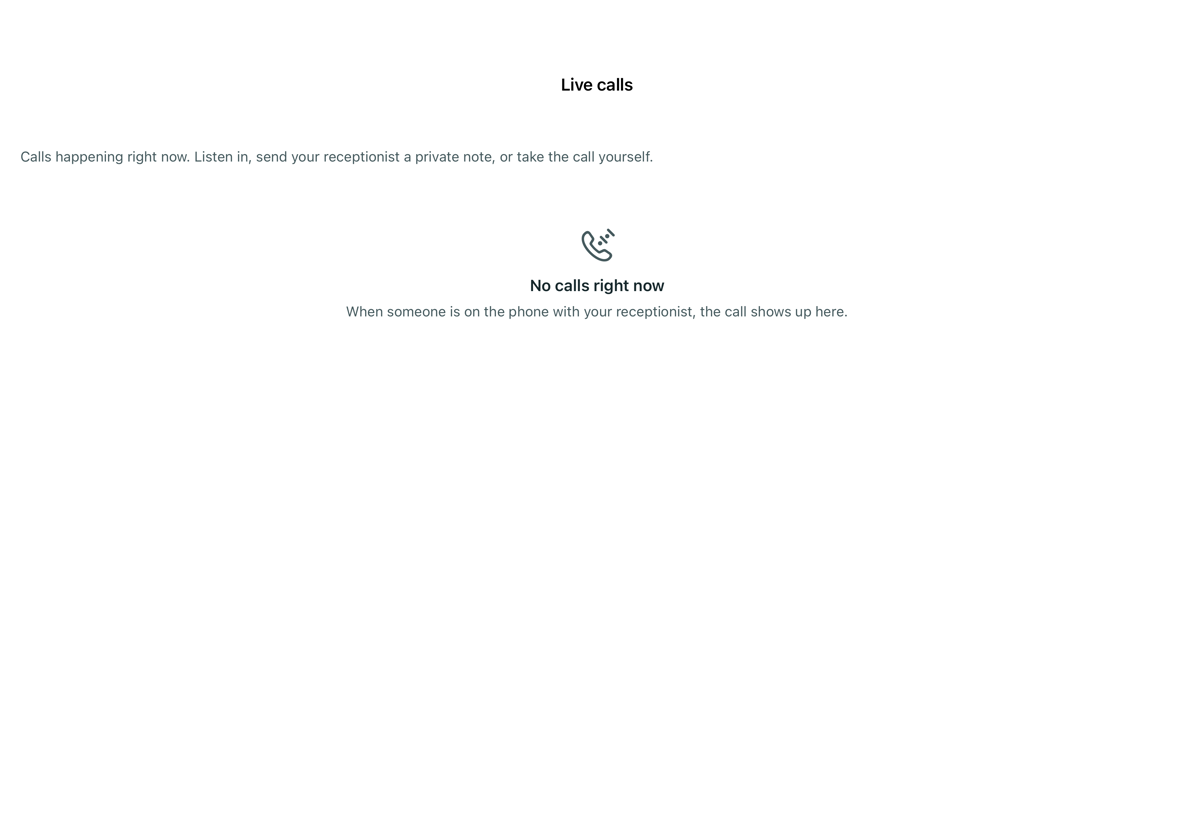 Live calls
Calls happening right now. Listen in, send your receptionist a private note, or take the call yourself.
No calls right now
When someone is on the phone with your receptionist, the call shows up here.